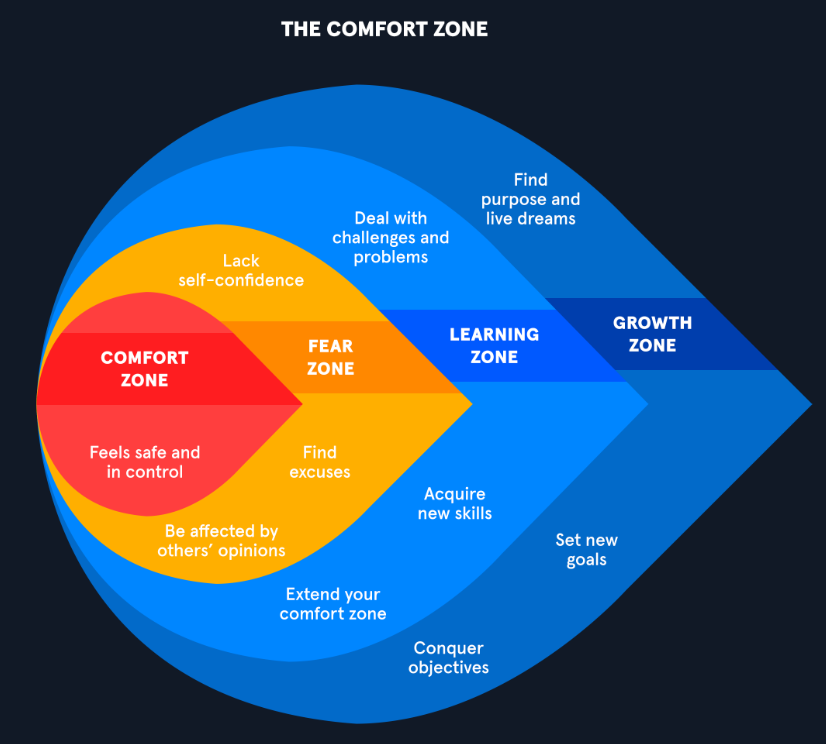 THE COMFORT ZONE
Find
purpose and
live dreams
Deal with
challenges and
problems
Lack
self-confidence
COMFORT
ZONE
FEAR
ZONE
LEARNING
ZONE
GROWTH
ZONE
Feels safe and
in control
Find
excuses
Acquire
new skills
Be affected by
others’ opinions
Set new
goals
Extend your
comfort zone
Conquer
objectives